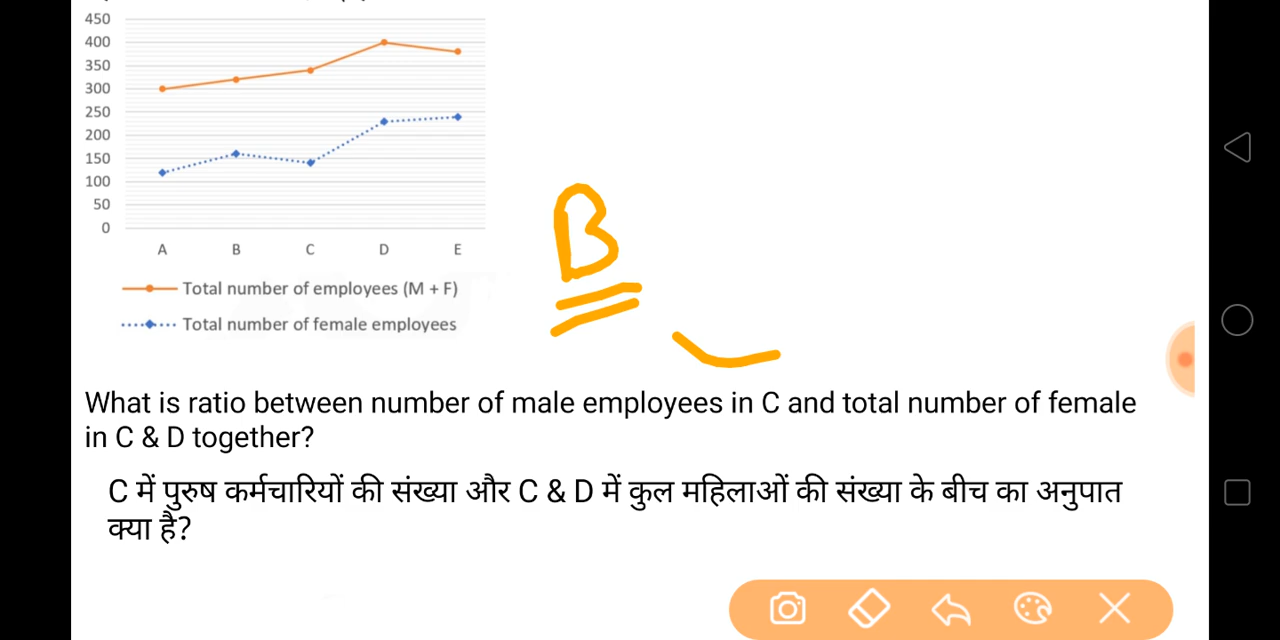 450
400
350
300
250
200
150
100
50
0
A B C D E
Total number of employees (M + F)
Total number of female employees
B
What is ratio between number of male employees in C and total number of female
in C & D together?
C में पुरुष कर्मचारियों की संख्या और C & D में कुल महिलाओं की संख्या के बीच का अनुपात
क्या है?